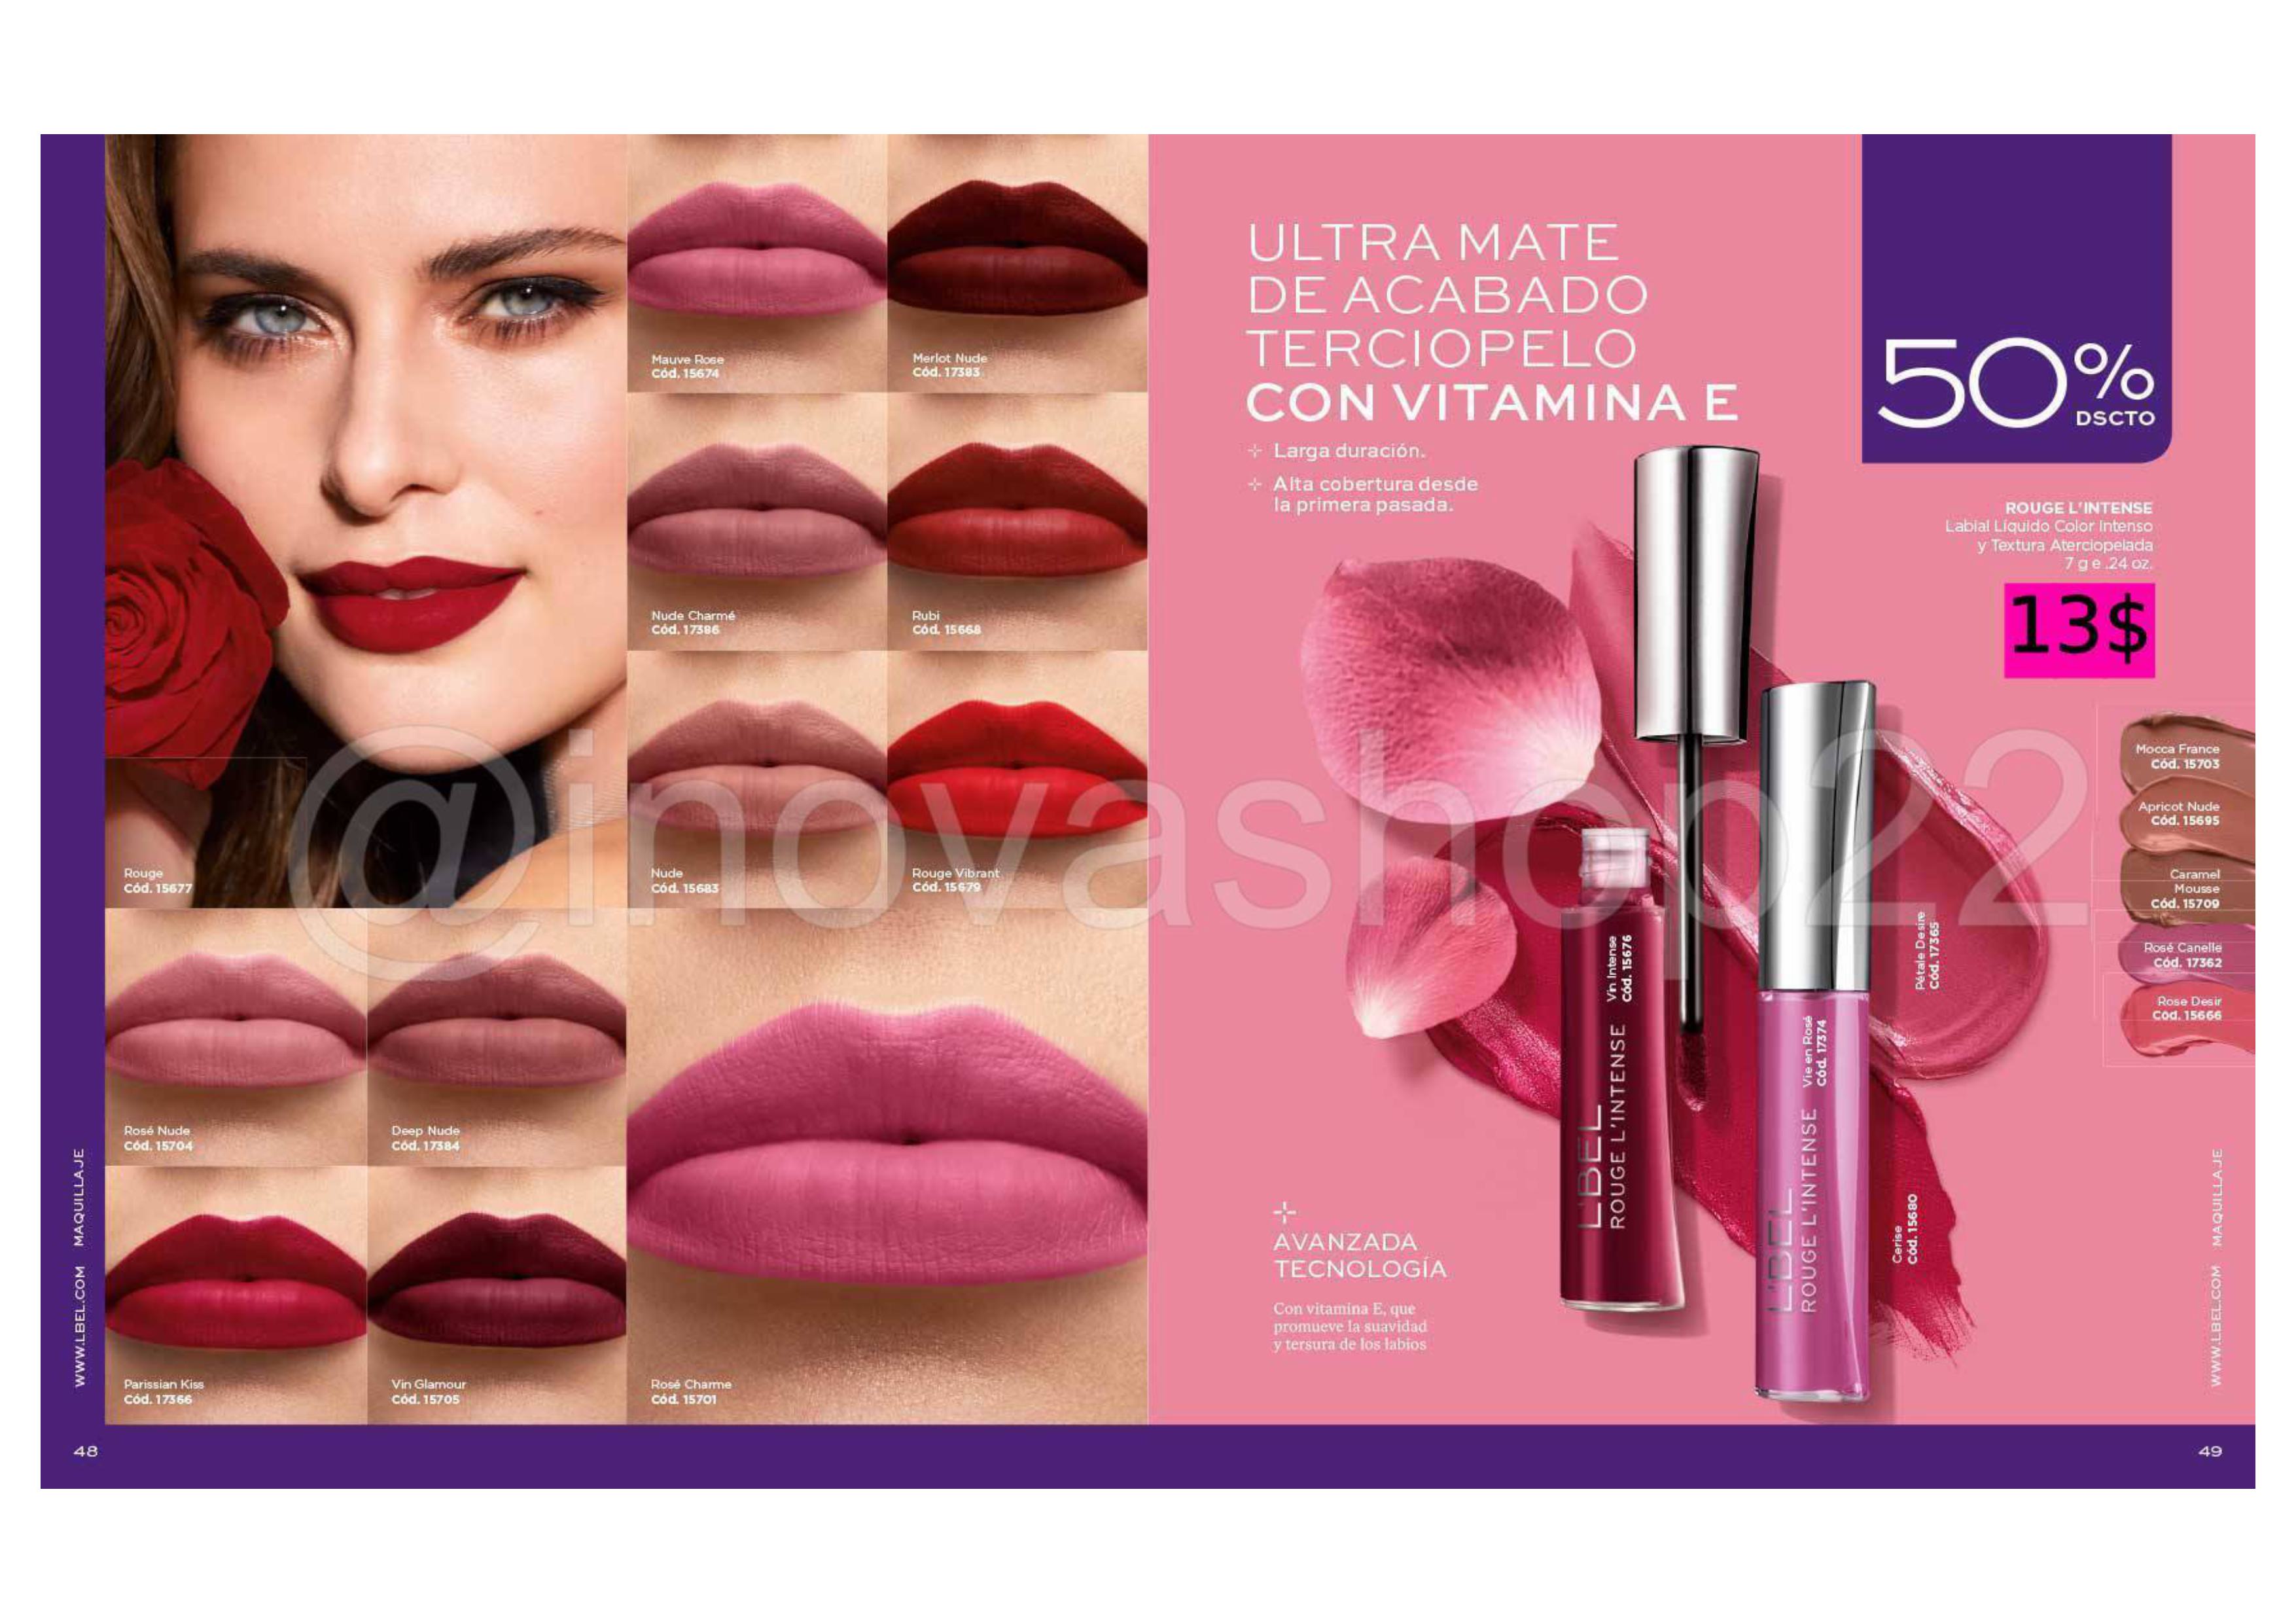 Mauve Rose
Cód. 15674
Merlot Nude
Cód. 17383
Nude Charmé
Cód. 17386
Rubi
Cód. 15668
Rouge
Cód. 15677
Nude
Cód. 15683
Rouge Vibrant
Cód. 15679
Rosé Nude
Cód. 15704
Deep Nude
Cód. 17384
Parissian Kiss
Cód. 17366
Vin Glamour
Cód. 15705
Rosé Charme
Cód. 15701
WWW.LBEL.COM MAQUILLAJE
48
ULTRA MATE
DE ACABADO
TERCIOPELO
CON VITAMINA E
Larga duración.
Alta cobertura desde
la primera pasada.
50%
DSCTO
ROUGE L'INTENSE
Labial Líquido Color Intenso
y Textura Aterciopelada
7 g e .24 oz.
13$
Mocca France
Cód. 15703
Apricot Nude
Cód. 15695
Caramel
Mousse
Cód. 15709
Rosé Canelle
Cód. 17362
Rose Desir
Cód. 15666
Pétale Desire
Cód. 17365
Vin Intense
Cód. 15676
L'BEL
ROUGE L'INTENSE
Vie en Rosé
Cód. 17374
L'BEL
ROUGE L'INTENSE
Cerise
Cód. 15680
AVANZADA
TECNOLOGÍA
Con vitamina E, que
promueve la suavidad
y tersura de los labios
WWW.LBEL.COM MAQUILLAJE
49
@inovashop22